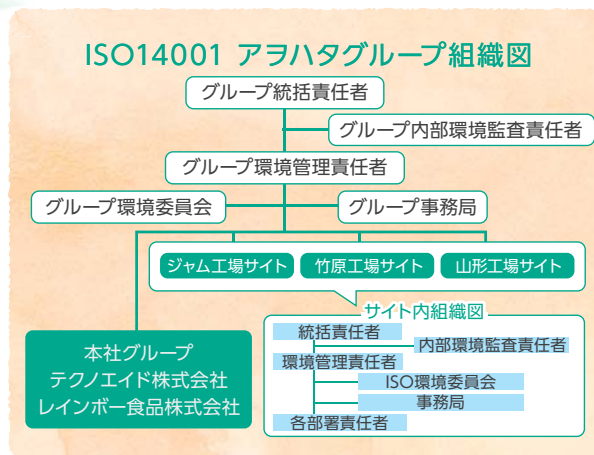 ISO14001 アヲハタグループ組織図
グループ統括責任者
グループ内部環境監査責任者
グループ環境管理責任者
グループ環境委員会
グループ事務局
ジャム工場サイト
竹原工場サイト
山形工場サイト
サイト内組織図
統括責任者
内部環境監査責任者
環境管理責任者
ISO環境委員会
事務局
各部署責任者
本社グループ
テクノエイド株式会社
レインボー食品株式会社